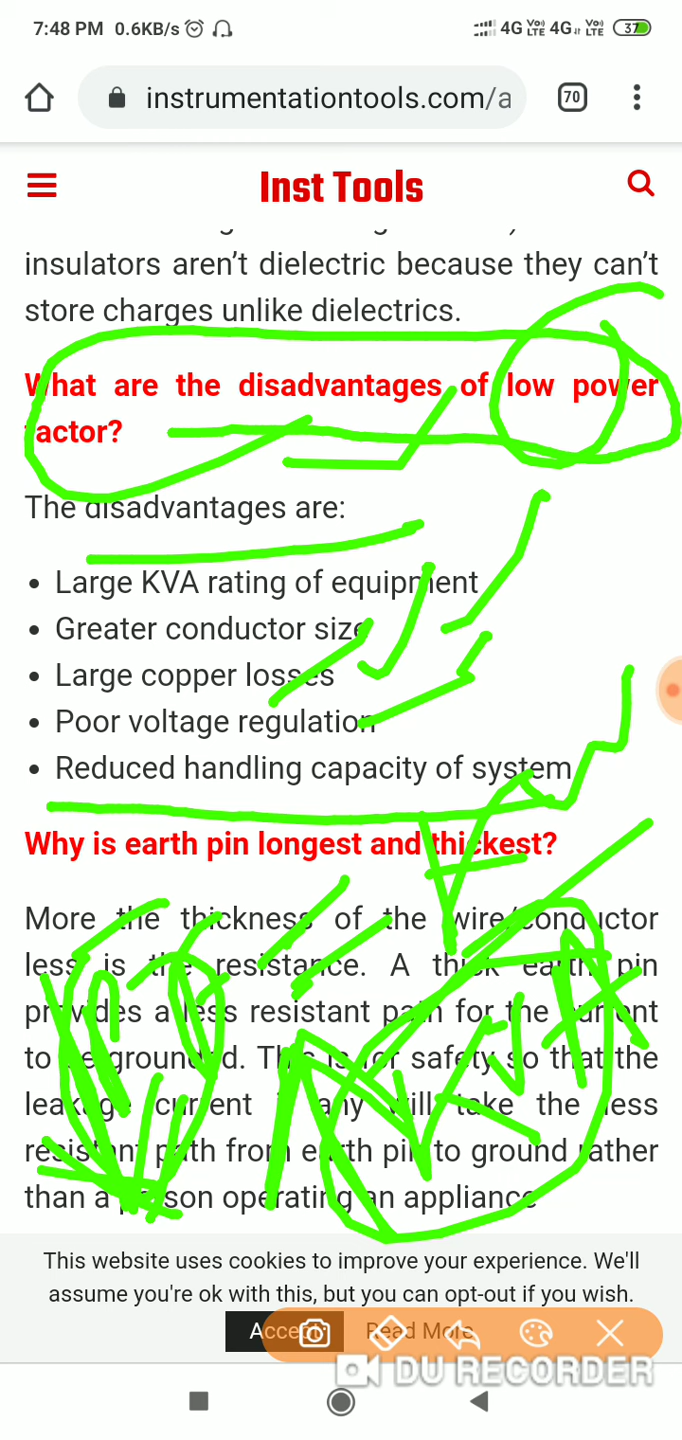 7:48 PM 0.6KB/s 4G Vo) LTE 4G Vo) LTE 37
instrumentationtools.com/a 70
Inst Tools
insulators aren't dielectric because they can't
store charges unlike dielectrics.
What are the disadvantages of low power
factor?
The disadvantages are:
• Large KVA rating of equipment
• Greater conductor size
• Large copper losses
• Poor voltage regulation
• Reduced handling capacity of system
Why is earth pin longest and thickest?
More the thickness of the wire/conductor
less is the resistance. A thick earth pin
provides a less resistant path for the current
to be grounded. This is for safety so that the
leakage current if any will take the less
resistant path from earth pin to ground rather
than a person operating an appliance
This website uses cookies to improve your experience. We'll
assume you're ok with this, but you can opt-out if you wish.
Accept Read More
DU RECORDER